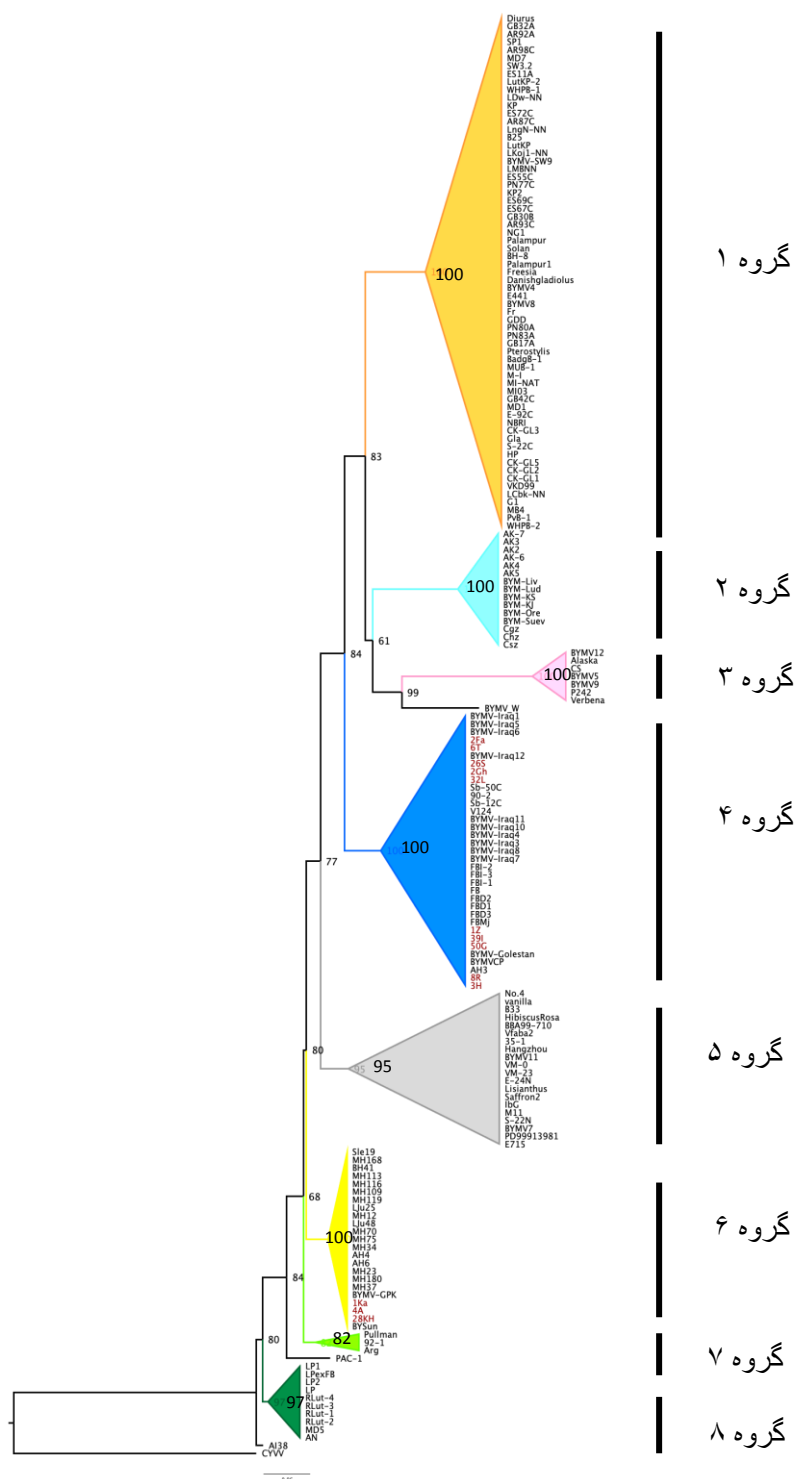 Diurus
GB32A
AR92A
SP1
AR98C
MD7
SW3.2
ES11A
LutKP-2
WHPB-1
LDw-NN
KP
ES72C
AR87C
LngN-NN
B25
LutKP
LKoj1-NN
BYMV-SW9
LMBNN
ES55C
PN77C
KP2
ES69C
ES67C
GB30B
AR93C
NG1
Palampur
Solan
BH-8
Palampur1
Freesia
Danishgladiolus
BYMV4
E441
BYMV8
Fr
GDD
PN80A
PN83A
GB17A
Pterostylis
BadgB-1
MUB-1
M-I
MI-NAT
MI03
GB42C
MD1
E-92C
NBRI
CK-GL3
Gla
S-22C
HP
CK-GL5
CK-GL2
CK-GL1
VKD99
LCbk-NN
G1
MB4
PvB-1
WHPB-2
100
گروه ۱
83
AK-7
AK3
AK2
AK-6
AK4
AK5
BYM-Liv
BYM-Lud
BYM-KS
BYM-KJ
BYM-Ore
BYM-Suev
Cgz
Chz
Csz
100
گروه ۲
61
84
BYMV12
Alaska
CS
BYMV5
BYMV9
P242
Verbena
100
گروه ۳
99
BYMV_W
BYMV-Iraq1
BYMV-Iraq5
BYMV-Iraq6
2Fa
6T
BYMV-Iraq12
26S
2Gh
32L
Sb-50C
90-2
Sb-12C
V124
BYMV-Iraq11
BYMV-Iraq10
BYMV-Iraq4
BYMV-Iraq3
BYMV-Iraq8
BYMV-Iraq7
FBI-2
FBI-3
FBI-1
FB
FBD2
FBD1
FBD3
FBMj
1Z
39L
50G
BYMV-Golestan
BYMVCP
AH3
8R
3H
100
گروه ۴
77
No.4
vanilla
B33
HibiscusRosa
BBA99-710
Vfaba2
35-1
Hangzhou
BYMV11
VM-0
VM-23
E-24N
Lisianthus
Saffron2
IbG
M11
S-22N
BYMV7
PD99913981
E715
95
گروه ۵
80
Sle19
MH168
BH41
MH113
MH116
MH109
MH119
LJu25
MH12
LJu48
MH70
MH75
MH34
AH4
AH6
MH23
MH180
MH37
BYMV-GPK
1Ka
4A
28KH
BYSun
100
گروه ۶
68
84
Pullman
92-1
Arg
82
گروه ۷
80
PAC-1
LP1
LPexFB
LP2
LP
RLut-4
RLut-3
RLut-1
RLut-2
MD5
AN
97
گروه ۸
AI38
CYVV